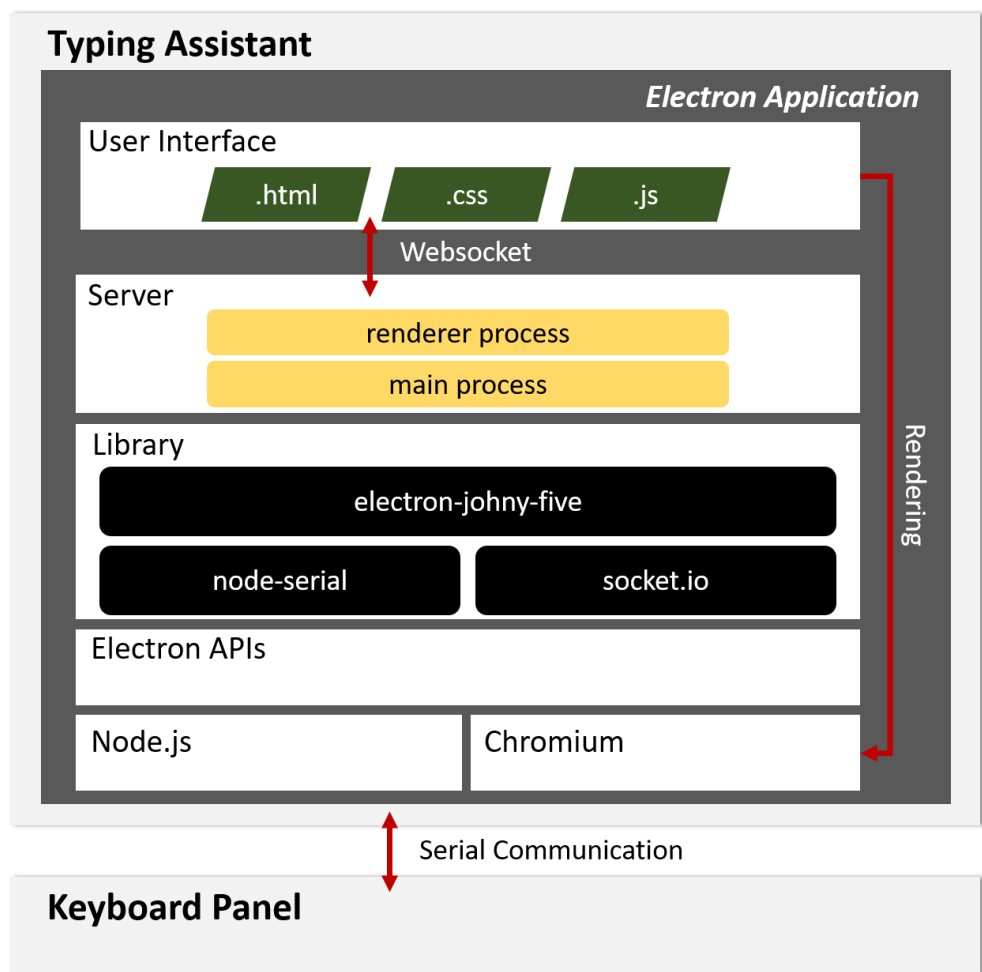 Typing Assistant
Electron Application
User Interface
.html
.css
.js
Websocket
Server
renderer process
main process
Library
electron-johny-five
node-serial
socket.io
Rendering
Electron APIs
Node.js
Chromium
Serial Communication
Keyboard Panel